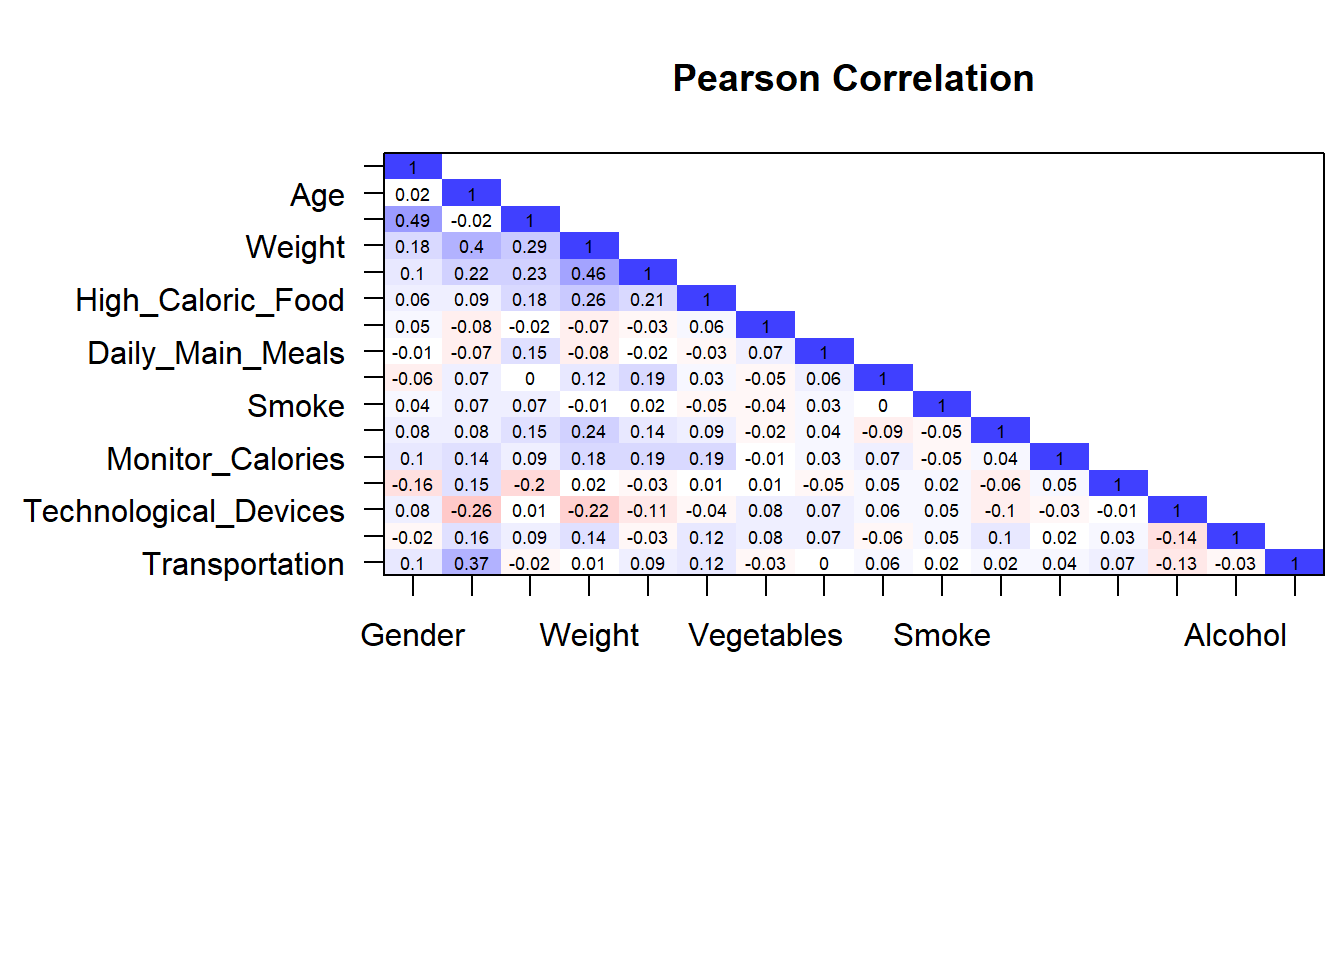 Pearson Correlation
1
Age 0.02 1
0.49 -0.02 1
Weight 0.18 0.4 0.29 1
0.1 0.22 0.23 0.46 1
High_Caloric_Food 0.06 0.09 0.18 0.26 0.21 1
0.05 -0.08 -0.02 -0.07 -0.03 0.06 1
Daily_Main_Meals -0.01 -0.07 0.15 -0.08 -0.02 -0.03 0.07 1
-0.06 0.07 0 0.12 0.19 0.03 -0.05 0.06 1
Smoke 0.04 0.07 0.07 -0.01 0.02 -0.05 -0.04 0.03 0 1
0.08 0.08 0.15 0.24 0.14 0.09 -0.02 0.04 -0.09 -0.05 1
Monitor_Calories 0.1 0.14 0.09 0.18 0.19 0.19 -0.01 0.03 0.07 -0.05 0.04 1
-0.16 0.15 -0.2 0.02 -0.03 0.01 0.01 -0.05 0.05 0.02 -0.06 0.05 1
Technological_Devices 0.08 -0.26 0.01 -0.22 -0.11 -0.04 0.08 0.07 0.06 0.05 -0.1 -0.03 -0.01 1
-0.02 0.16 0.09 0.14 -0.03 0.12 0.08 0.07 -0.06 0.05 0.1 0.02 0.03 -0.14 1
Transportation 0.1 0.37 -0.02 0.01 0.09 0.12 -0.03 0 0.06 0.02 0.02 0.04 0.07 -0.13 -0.03 1
Gender Weight Vegetables Smoke Alcohol